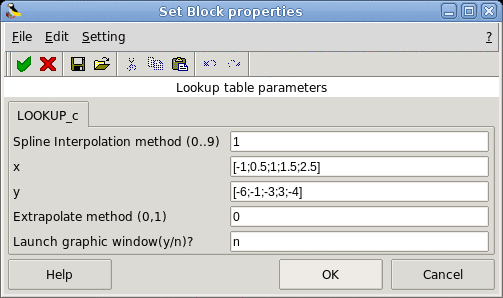 Set Block properties
File Edit Setting ?
Lookup table parameters
LOOKUP_c
Spline Interpolation method (0..9) 1
x [-1;0.5;1;1.5;2.5]
y [-6;-1;-3;3;-4]
Extrapolate method (0,1) 0
Launch graphic window(y/n)? n
Help OK Cancel